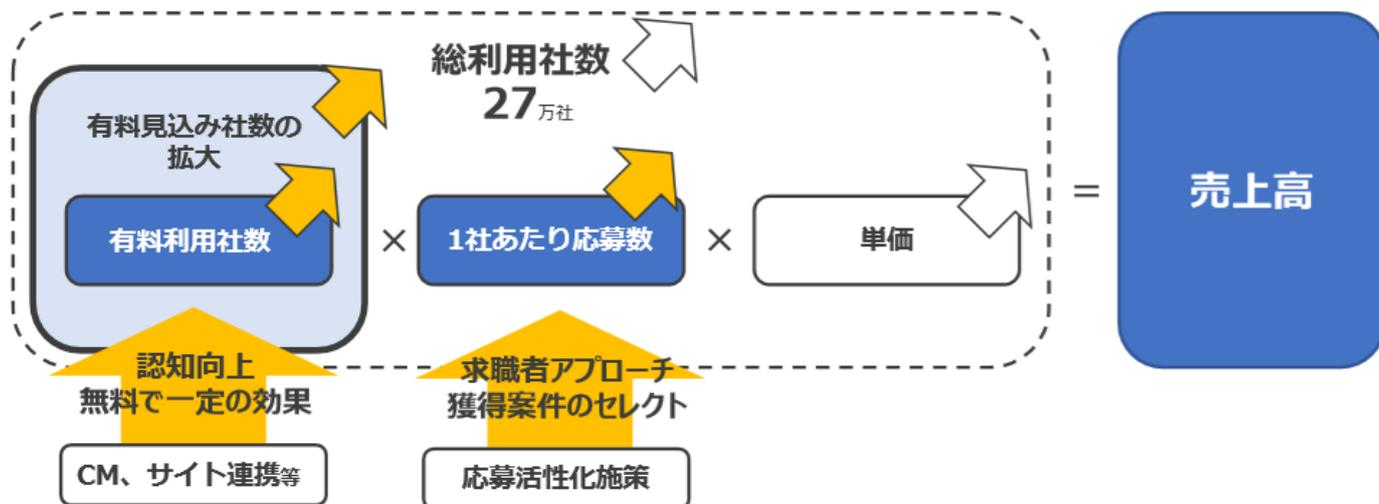 総利用社数
27万社
有料見込み社数の
拡大
有料利用社数
×
1社あたり応募数
×
単価
=
売上高
認知向上
無料で一定の効果
求職者アプローチ
獲得案件のセレクト
CM、サイト連携等
応募活性化施策